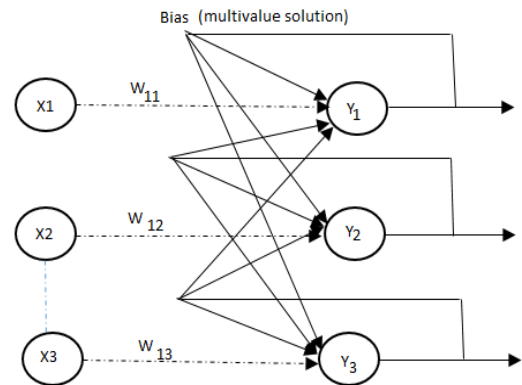 Bias (multivalue solution)
X1
W11
Y1
X2
W12
Y2
X3
W13
Y3